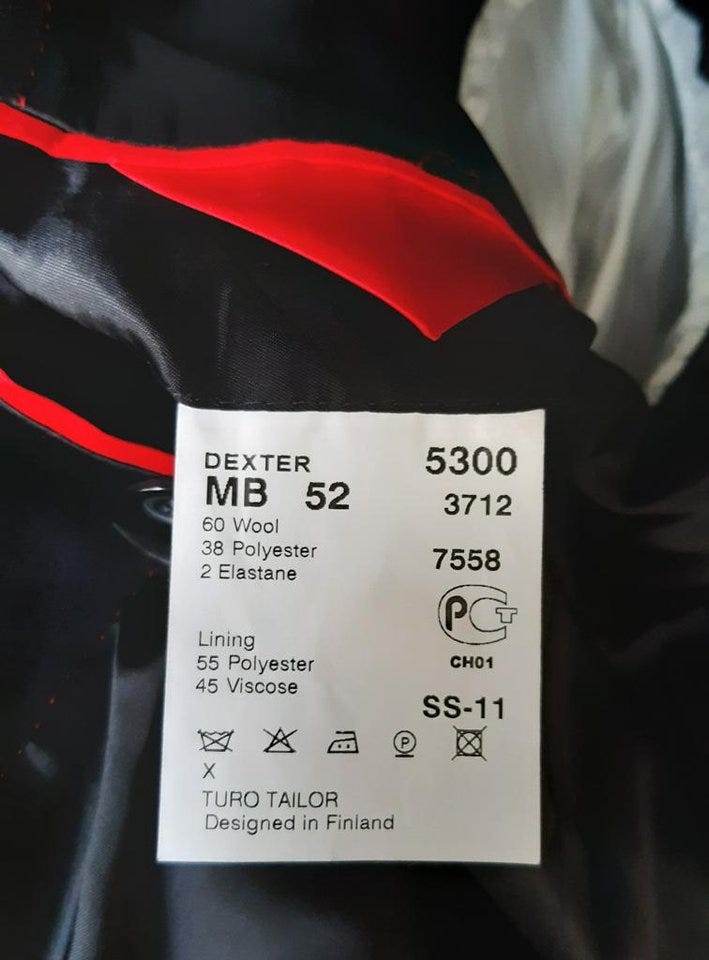 DEXTER 5300
MB 52 3712
60 Wool
38 Polyester 7558
2 Elastane
РСТ
CH01
Lining
55 Polyester
45 Viscose
SS-11
P
X
TURO TAILOR
Designed in Finland